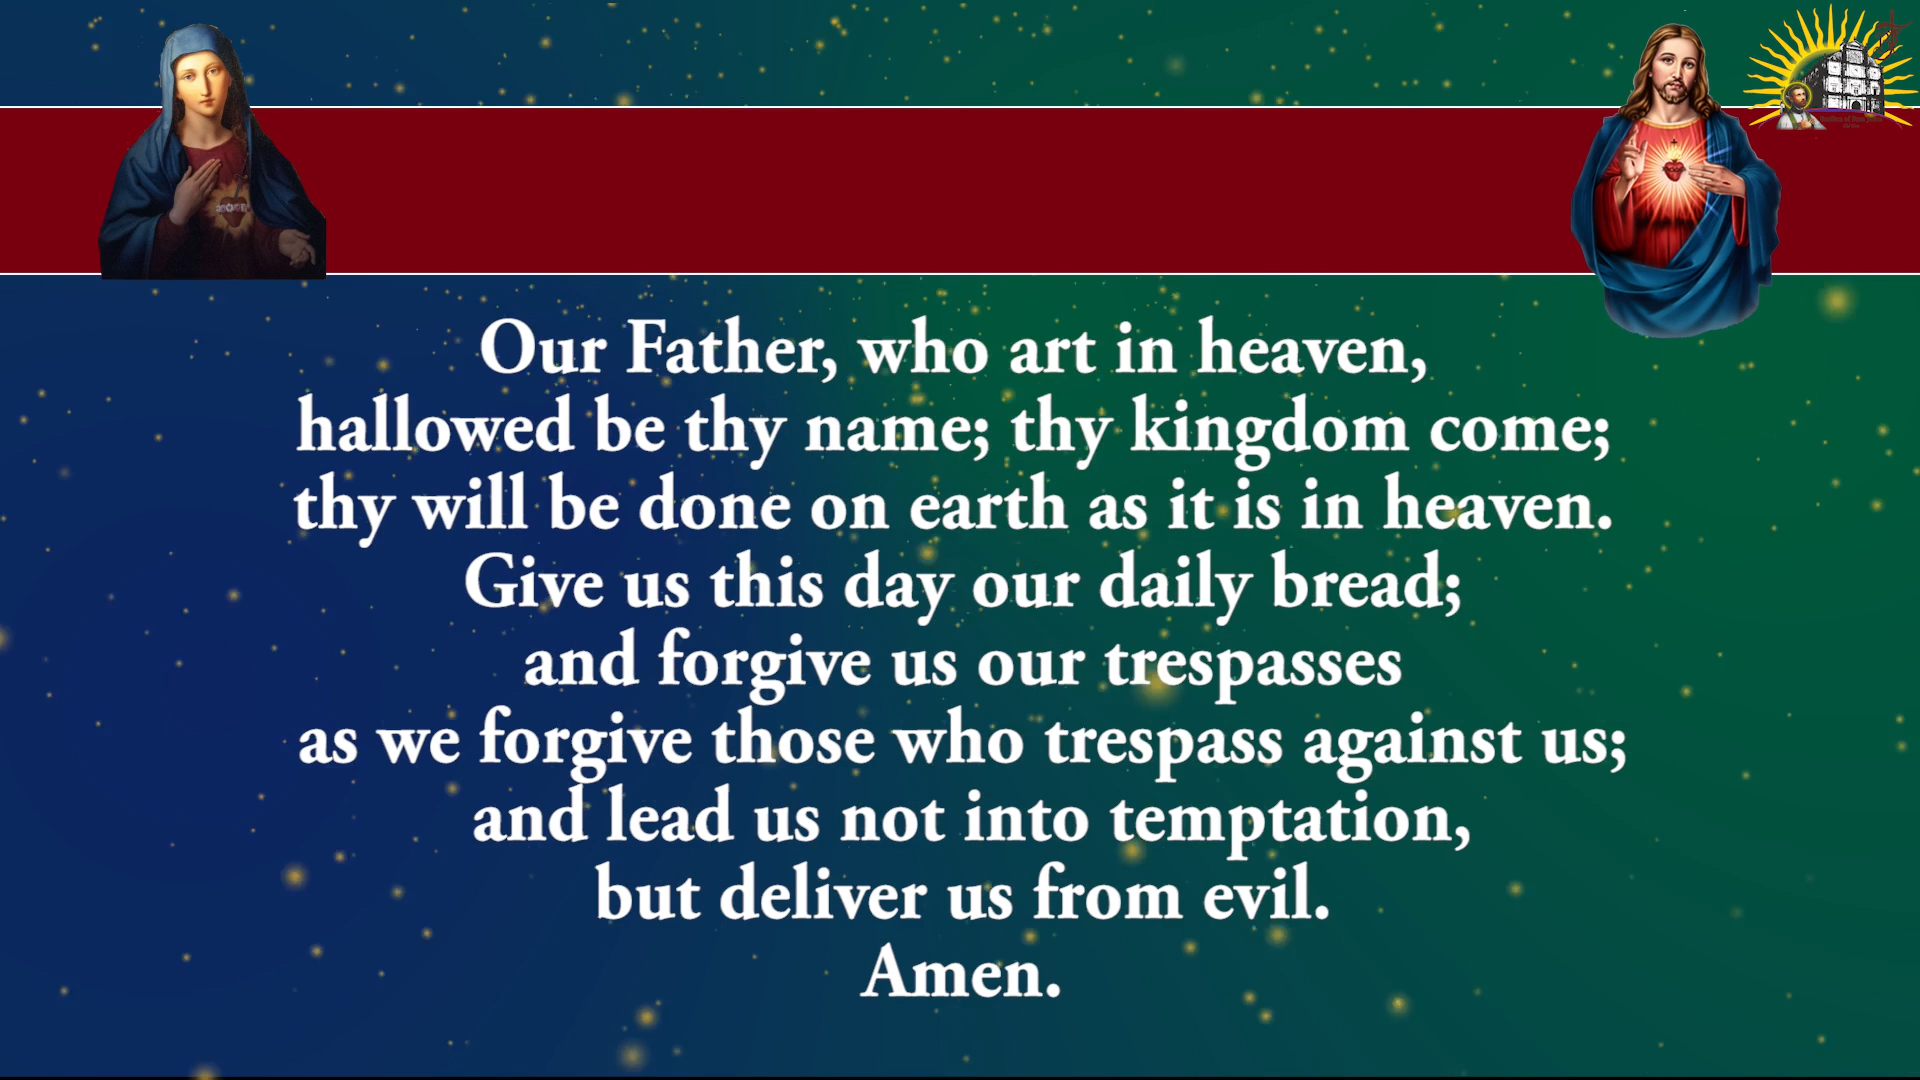 Our Father, who art in heaven,
hallowed be thy name; thy kingdom come;
thy will be done on earth as it is in heaven.
Give us this day our daily bread;
and forgive us our trespasses
as we forgive those who trespass against us;
and lead us not into temptation,
but deliver us from evil.
Amen.